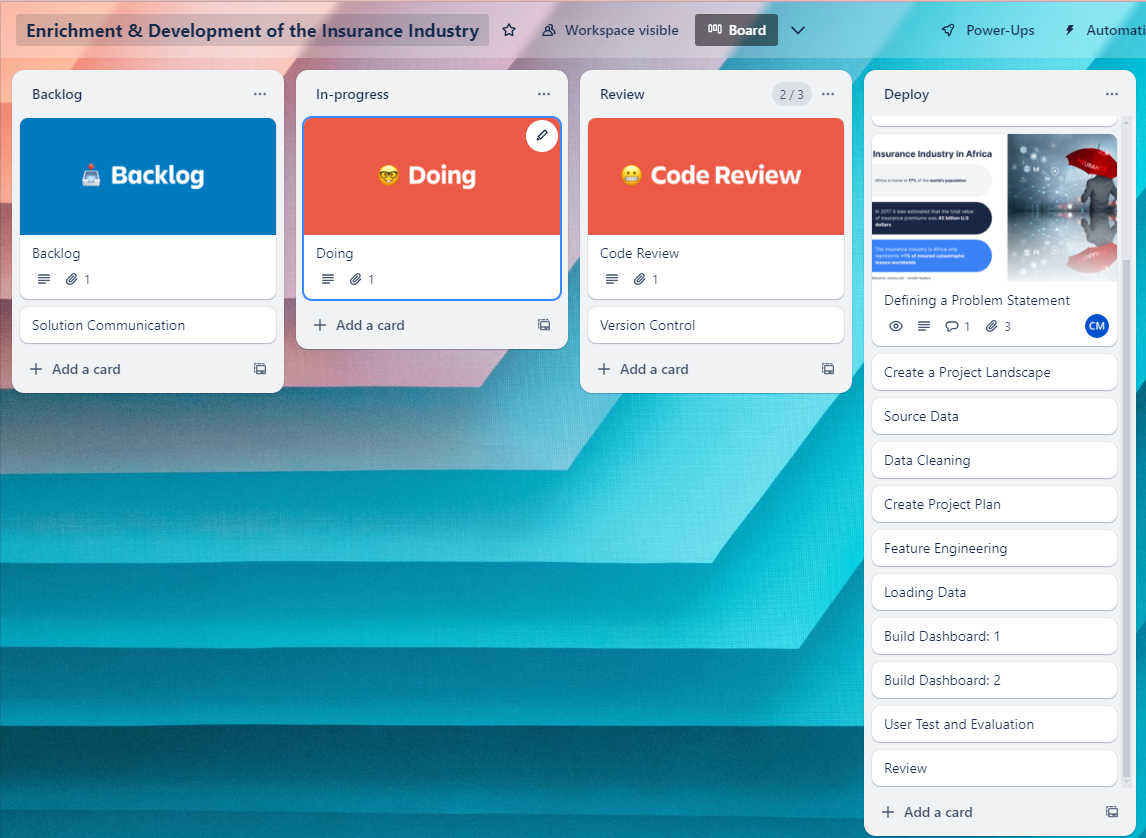 Enrichment & Development of the Insurance Industry
Workspace visible
Board
Power-Ups
Automati
Backlog
Backlog
Backlog
1
Solution Communication
Add a card
In-progress
Doing
Doing
1
Add a card
Review
2 / 3
Code Review
Code Review
1
Version Control
Add a card
Deploy
Insurance Industry in Africa
Africa is home to 17% of the world's population
In 2017 it was estimated that the total value
of insurance premiums was 45 billion U.S
dollars
The insurance industry in Africa only
represents >1% of insured catastrophe
losses worldwide
Defining a Problem Statement
1
3
CM
Create a Project Landscape
Source Data
Data Cleaning
Create Project Plan
Feature Engineering
Loading Data
Build Dashboard: 1
Build Dashboard: 2
User Test and Evaluation
Review
Add a card